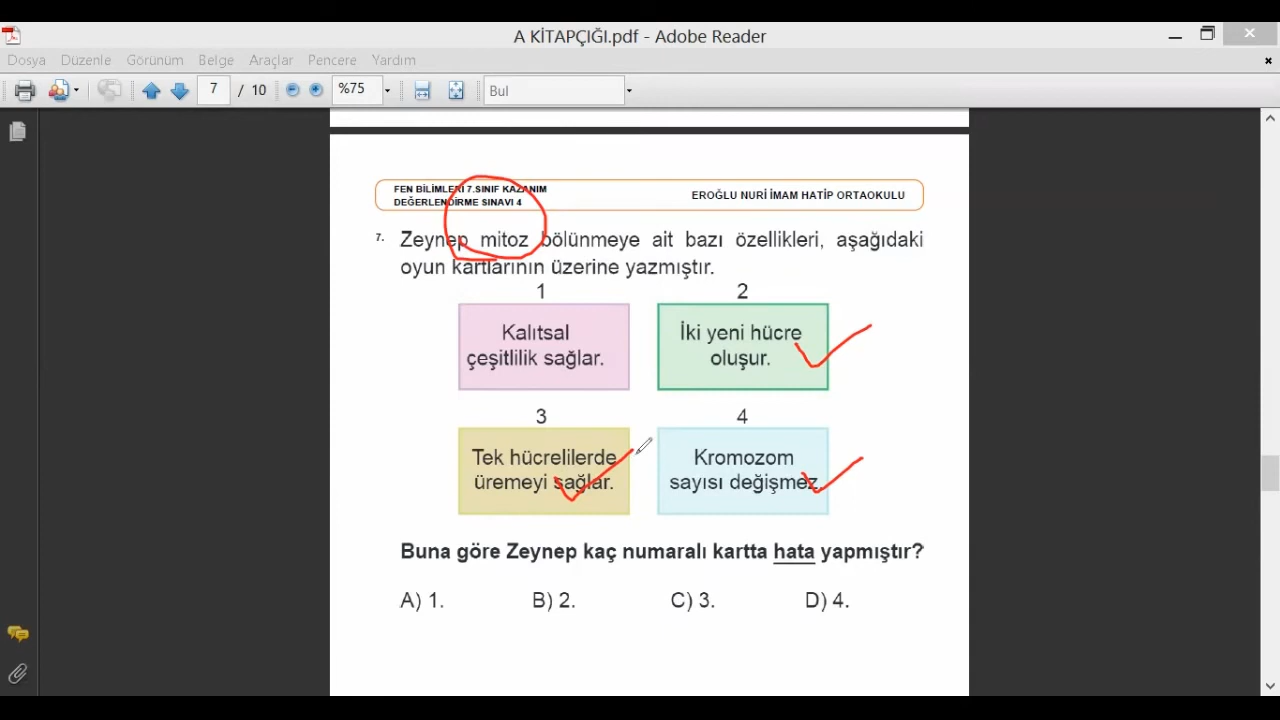 A KİTAPÇIĞI.pdf - Adobe Reader
Dosya Düzenle Görünüm Belge Araçlar Pencere Yardım
7 / 10 %75 Bul
FEN BİLİMLERİ 7.SINIF KAZANIM
DEĞERLENDİRME SINAVI 4
EROĞLU NURİ İMAM HATİP ORTAOKULU
7. Zeynep mitoz bölünmeye ait bazı özellikleri, aşağıdaki
oyun kartlarının üzerine yazmıştır.
1
Kalıtsal
çeşitlilik sağlar.
2
İki yeni hücre
oluşur.
3
Tek hücrelilerde
üremeyi sağlar.
4
Kromozom
sayısı değişmez.
Buna göre Zeynep kaç numaralı kartta hata yapmıştır?
A) 1. B) 2. C) 3. D) 4.